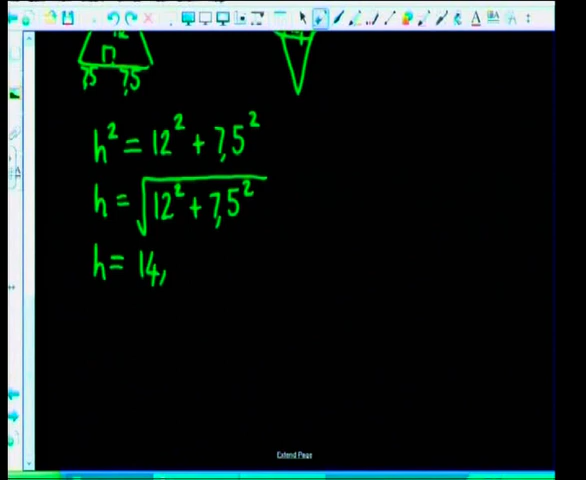 12
7,5 7,5
h² = 12² + 7,5²
h = √12² + 7,5²
h = 14,
Extend Page